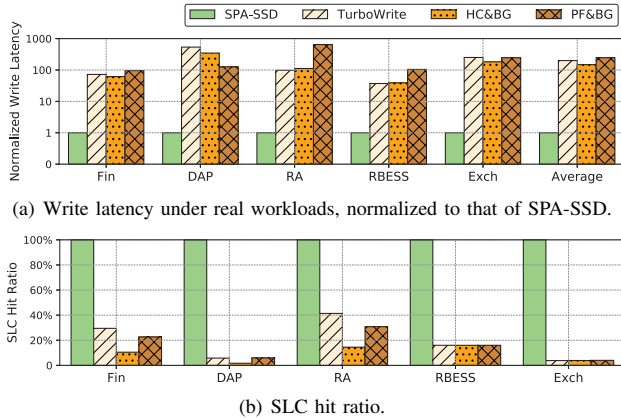 SPA-SSD TurboWrite HC&BG PF&BG
Normalized Write Latency
1000
100
10
1
0
Fin DAP RA RBESS Exch Average
(a) Write latency under real workloads, normalized to that of SPA-SSD.
SLC Hit Ratio
100%
80%
60%
40%
20%
0
Fin DAP RA RBESS Exch
(b) SLC hit ratio.